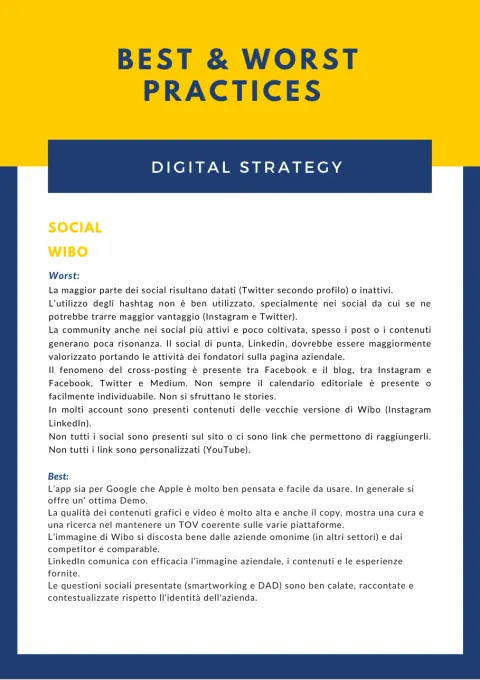 BEST & WORST
PRACTICES
DIGITAL STRATEGY
SOCIAL
WIBO
Worst:
La maggior parte dei social risultano datati (Twitter secondo profilo) o inattivi.
L'utilizzo degli hashtag non è ben utilizzato, specialmente nei social da cui se ne
potrebbe trarre maggior vantaggio (Instagram e Twitter).
La community anche nei social più attivi e poco coltivata, spesso i post o i contenuti
generano poca risonanza. Il social di punta, Linkedin, dovrebbe essere maggiormente
valorizzato portando le attività dei fondatori sulla pagina aziendale.
Il fenomeno del cross-posting è presente tra Facebook e il blog, tra Instagram e
Facebook, Twitter e Medium. Non sempre il calendario editoriale è presente o
facilmente individuabile. Non si sfruttano le stories.
In molti account sono presenti contenuti delle vecchie versione di Wibo (Instagram
LinkedIn).
Non tutti i social sono presenti sul sito o ci sono link che permettono di raggiungerli.
Non tutti i link sono personalizzati (YouTube).
Best:
L'app sia per Google che Apple è molto ben pensata e facile da usare. In generale si
offre un' ottima Demo.
La qualità dei contenuti grafici e video è molto alta e anche il copy, mostra una cura e
una ricerca nel mantenere un TOV coerente sulle varie piattaforme.
L'immagine di Wibo si discosta bene dalle aziende omonime (in altri settori) e dai
competitor e comparable.
LinkedIn comunica con efficacia l'immagine aziendale, i contenuti e le esperienze
fornite.
Le questioni sociali presentate (smartworking e DAD) sono ben calate, raccontate e
contestualizzate rispetto ll'identità dell'azienda.